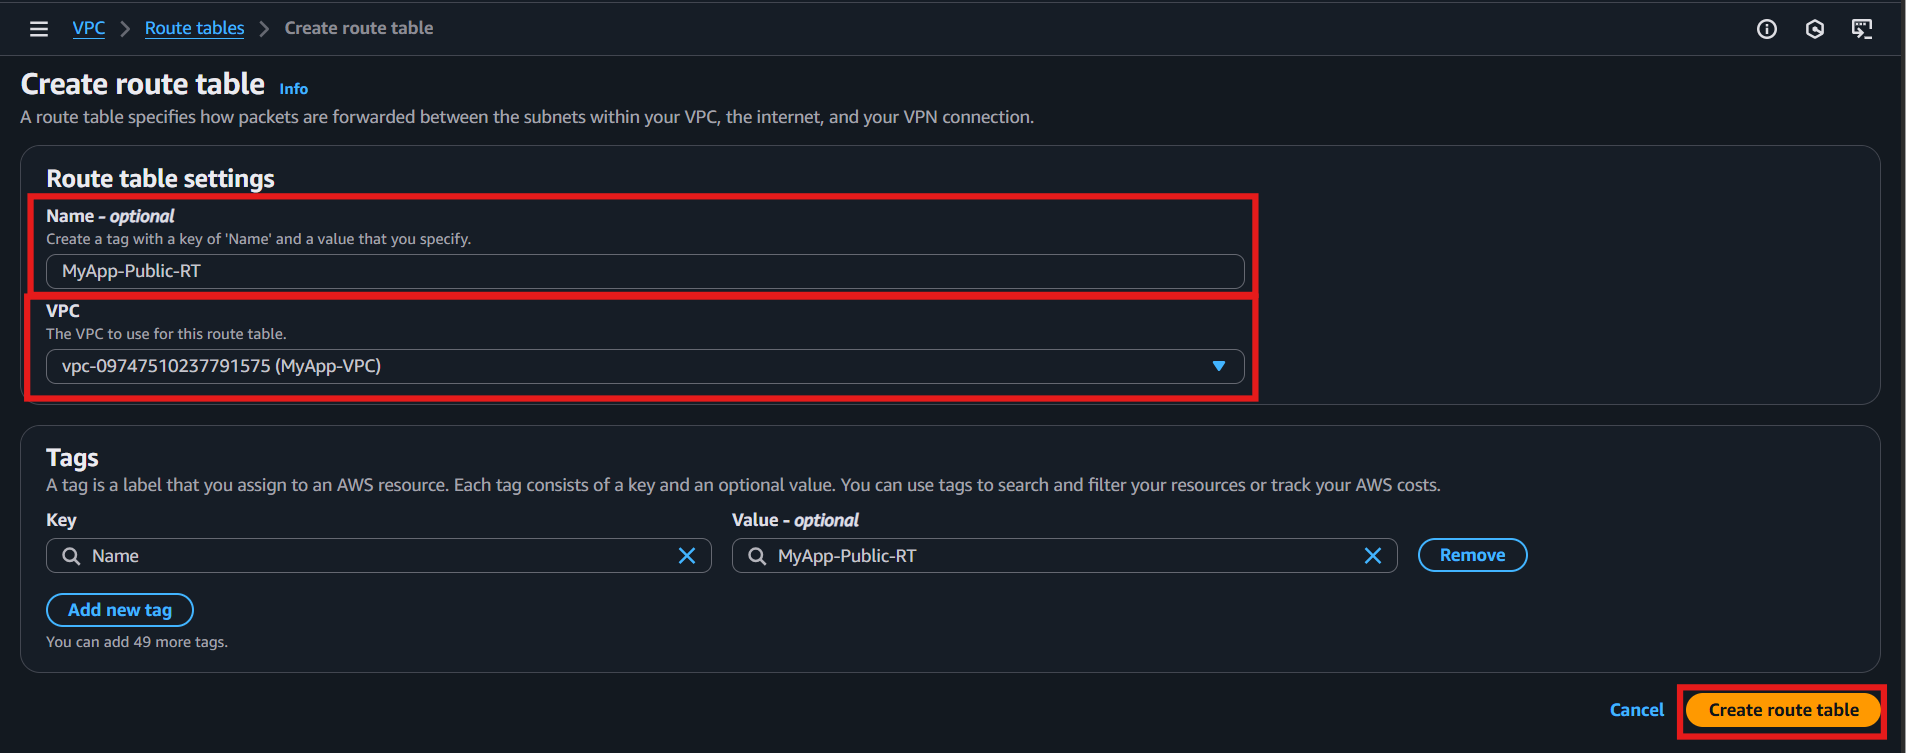 VPC > Route tables > Create route table
Create route table Info
A route table specifies how packets are forwarded between the subnets within your VPC, the internet, and your VPN connection.
Route table settings
Name - optional
Create a tag with a key of 'Name' and a value that you specify.
MyApp-Public-RT
VPC
The VPC to use for this route table.
vpc-09747510237791575 (MyApp-VPC)
Tags
A tag is a label that you assign to an AWS resource. Each tag consists of a key and an optional value. You can use tags to search and filter your resources or track your AWS costs.
Key Value - optional
Name MyApp-Public-RT Remove
Add new tag
You can add 49 more tags.
Cancel Create route table